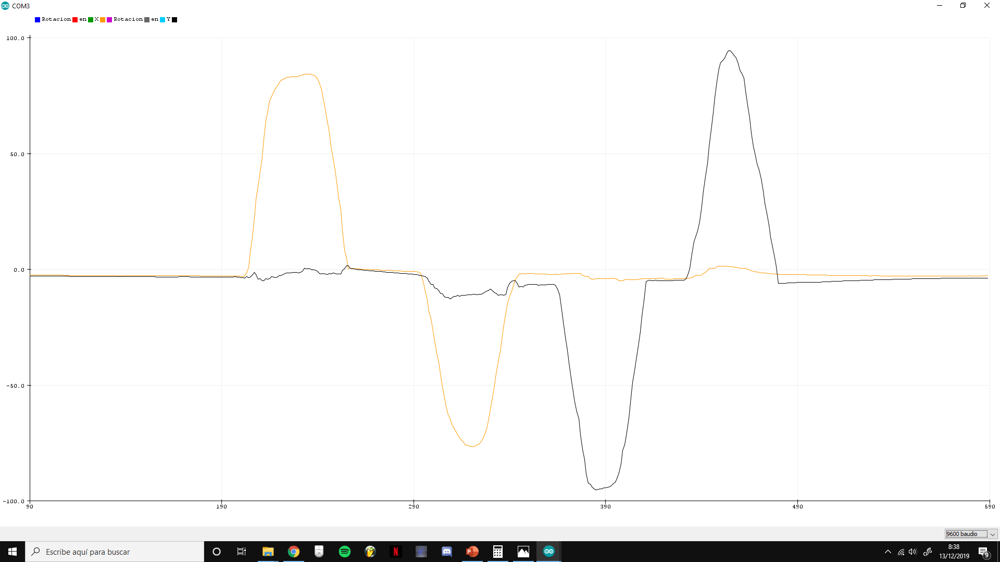 COM3
Rotacion en X Rotacion en Y
100.0
50.0
0.0
-50.0
-100.0
90 190 290 390 490 590
9600 baudio
Escribe aquí para buscar
8:38
13/12/2019
9